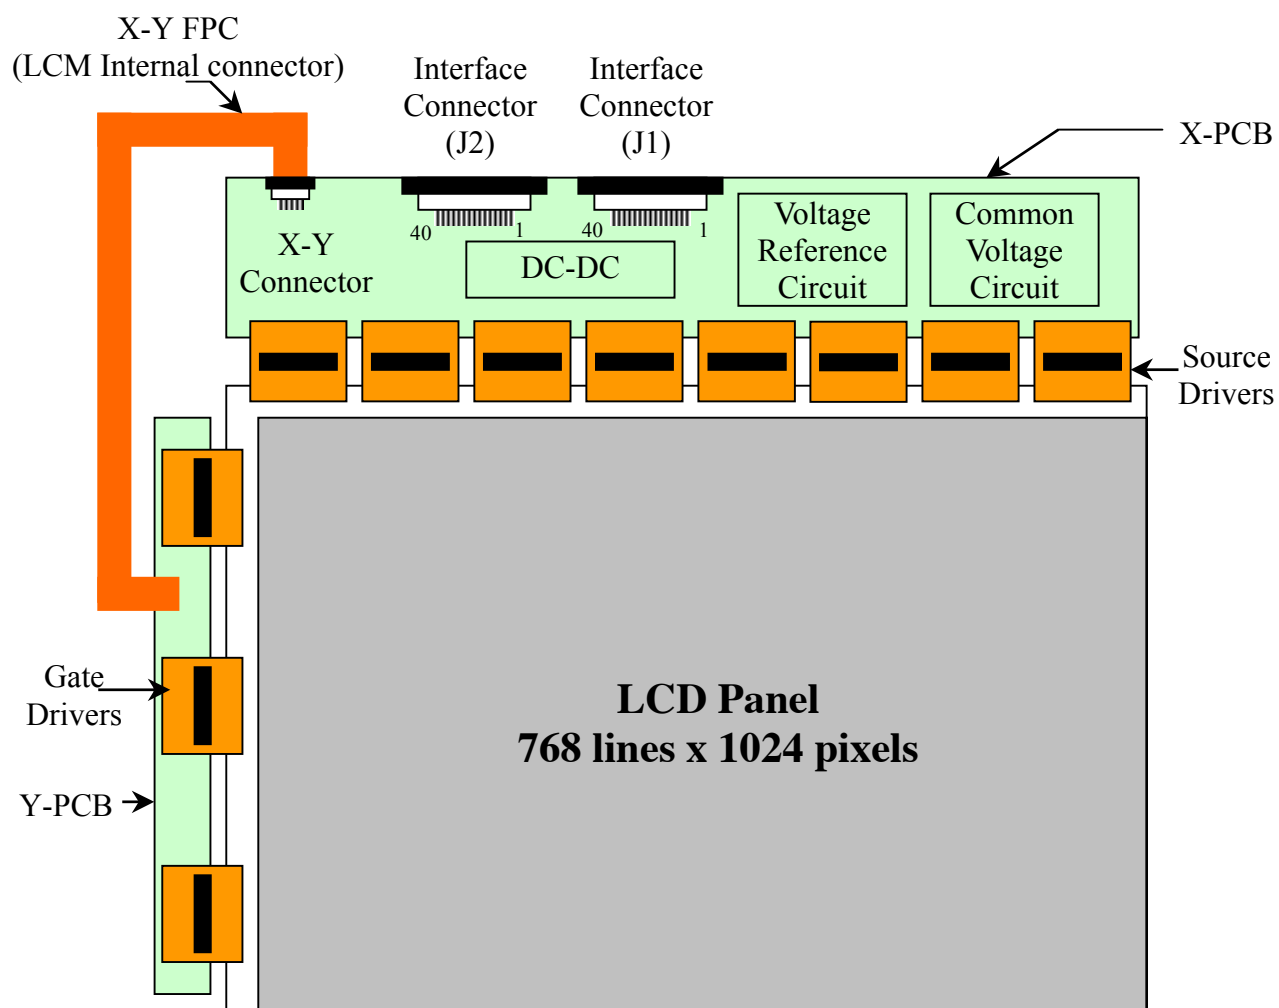 X-Y FPC
(LCM Internal connector)
Interface
Connector
(J2)
Interface
Connector
(J1)
X-PCB
40
1
40
1
X-Y
Connector
DC-DC
Voltage
Reference
Circuit
Common
Voltage
Circuit
Source
Drivers
Gate
Drivers
LCD Panel
768 lines x 1024 pixels
Y-PCB